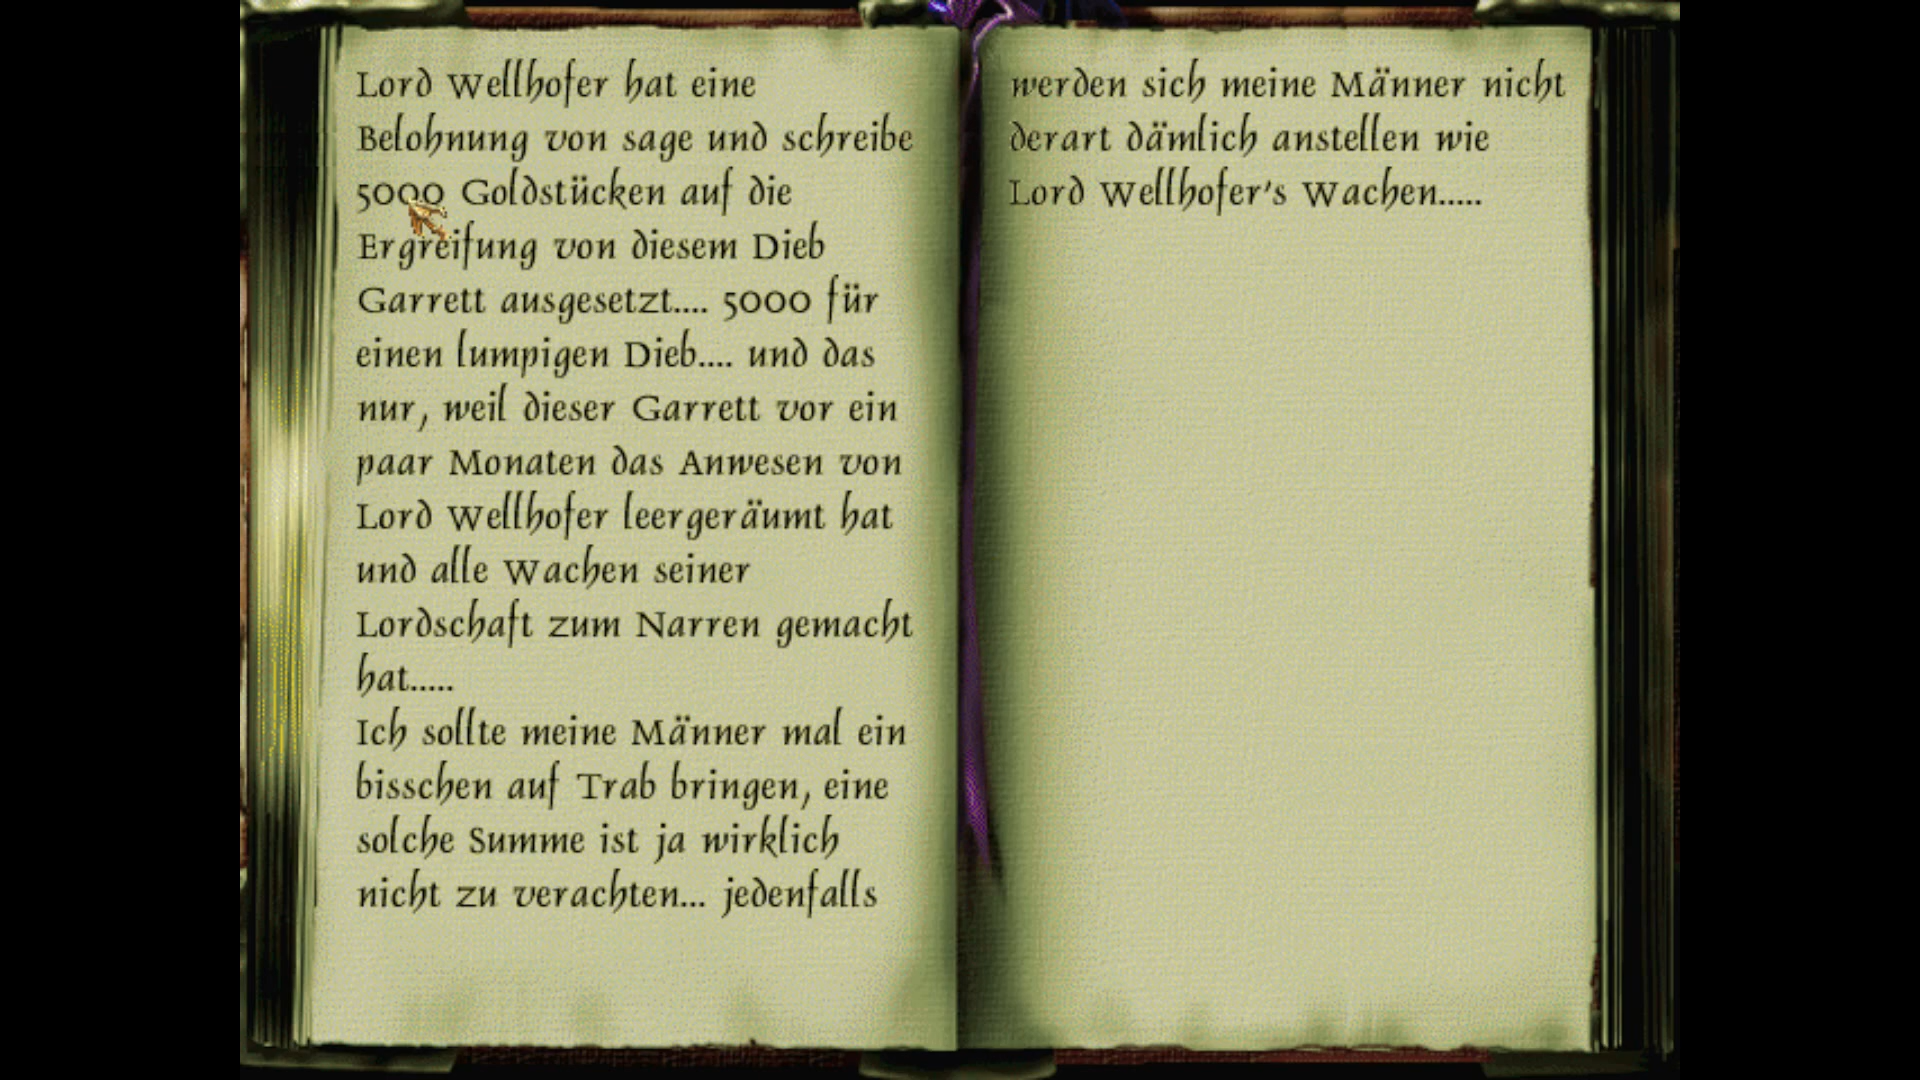 Lord Wellhofer hat eine
Belohnung von sage und schreibe
5000 Goldstücken auf die
Ergreifung von diesem Dieb
Garrett ausgesetzt.... 5000 für
einen lumpigen Dieb.... und das
nur, weil dieser Garrett vor ein
paar Monaten das Anwesen von
Lord Wellhofer leergeräumt hat
und alle Wachen seiner
Lordschaft zum Narren gemacht
hat.....
Ich sollte meine Männer mal ein
bisschen auf Trab bringen, eine
solche Summe ist ja wirklich
nicht zu verachten... jedenfalls
werden sich meine Männer nicht
derart dämlich anstellen wie
Lord Wellhofer's Wachen.....